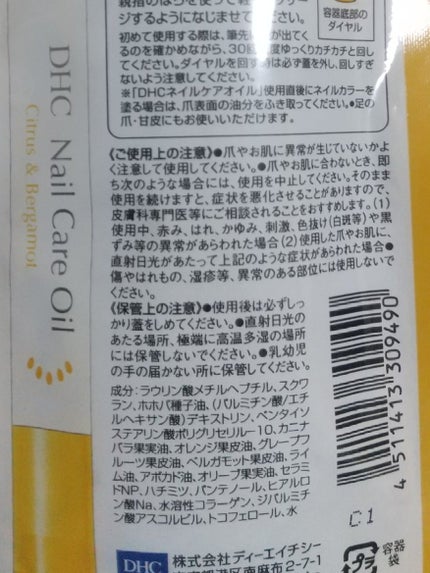 ージするようになじませてください。
容器底部の
ダイヤル
初めて使用する際は、筆先
が出てく
るのを確かめながら、30回
度ゆっくりカチカチと回し
てください。ダイヤルを回す時は必ず蓋を外し、回しすぎ
ないよう注意してください。
※「DHCネイルケアオイル」使用直後にネイルカラーを
塗る場合は、爪表面の油分をふき取ってください。●足の
爪・甘皮にもお使いいただけます。
DHC Nail Care Oil
Citrus & Bergamot
《ご使用上の注意》●爪やお肌に異常が生じていないかよ
く注意して使用してください。●爪やお肌に合わないとき、即
ち次のような場合には、使用を中止してください。そのまま
使用を続けますと、症状を悪化させることがありますので、
皮膚科専門医等にご相談されることをおすすめします。(1)
使用中、赤み、はれ、かゆみ、刺激、色抜け(白斑等)や黒
ずみ等の異常があらわれた場合(2)使用した爪やお肌に、
直射日光があたって上記のような症状があらわれた場合●
傷やはれもの、湿疹等、異常のある部位には使用しないで
ください。
《保管上の注意》●使用後は必ずしっ
かり蓋をしめてください。●直射日光の
あたる場所、極端に高温多湿の場所
には保管しないでください。●乳幼児
の手の届かない所に保管してください。
成分:ラウリン酸メチルヘプチル、スクワ
ラン、ホホバ種子油、(パルミチン酸/エチ
ルヘキサン酸)デキストリン、ペンタイソ
ステアリン酸ポリグリセリル-10、カニナ
バラ果実油、オレンジ果皮油、グレープフ
ルーツ果皮油、ベルガモット果皮油、ライ
ム油、アボカド油、オリーブ果実油、セラミ
ドNP、ハチミツ、パンテノール、ヒアルロ
ン酸Na、水溶性コラーゲン、ジパルミチ
ン酸アスコルビル、トコフェロール、水
4 511413 309490
C1
DHC
株式会社ディーエイチシー
東京都港区南麻布2-7-1
プラ
容器
袋